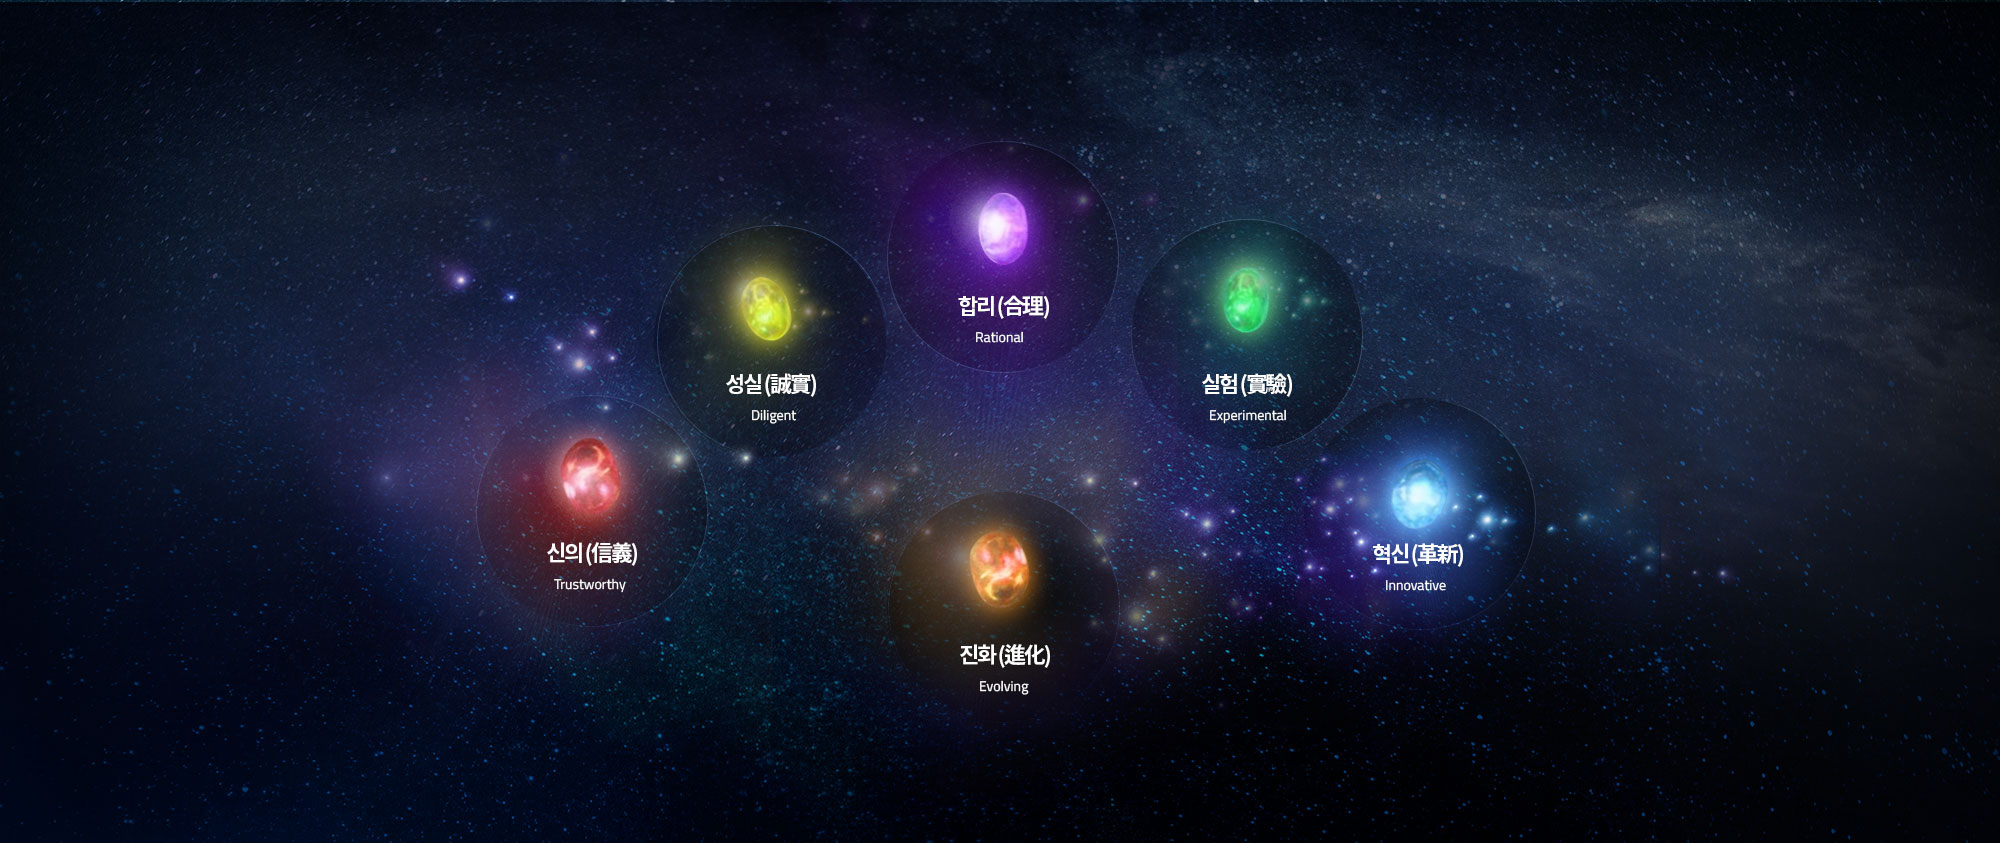 합리(合理)
Rational
성실(誠實)
Diligent
실험(實驗)
Experimental
신의(信義)
Trustworthy
혁신(革新)
Innovative
진화(進化)
Evolving